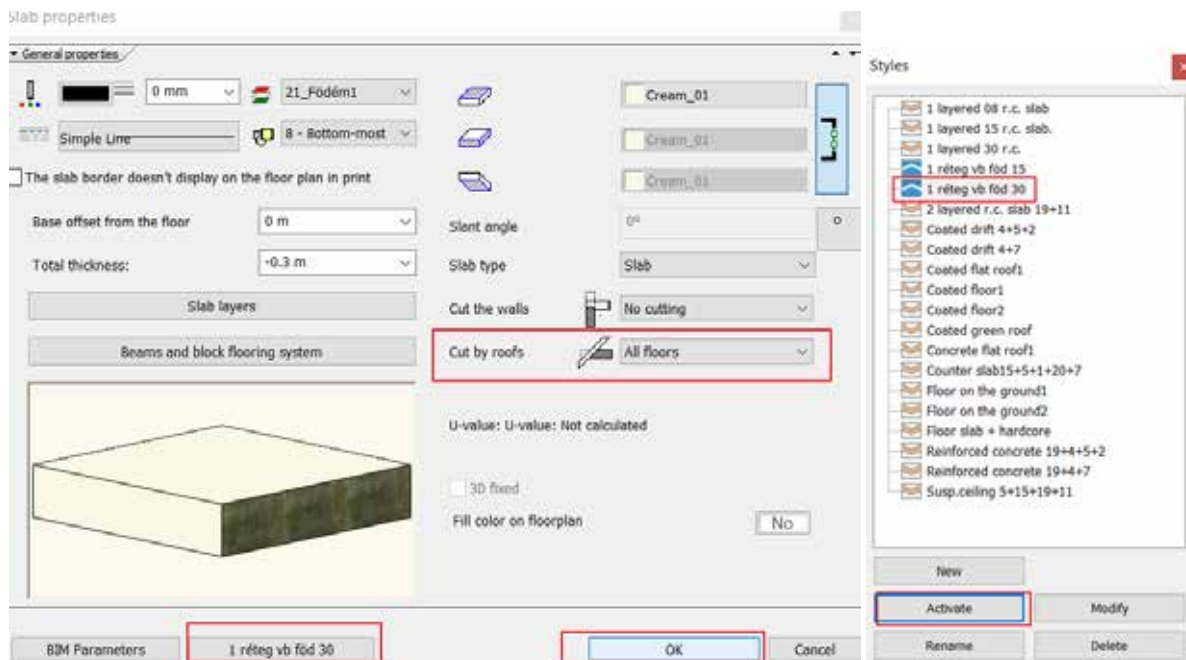 Slab properties
General properties
0 mm
21_Födém1
Cream_01
Simple Line
8 - Bottom-most
Cream_01
The slab border doesn't display on the floor plan in print
Cream_01
Base offset from the floor
0 m
Slant angle
0°
Total thickness:
-0.3 m
Slab type
Slab
Slab layers
Cut the walls
No cutting
Beams and block flooring system
Cut by roofs
All floors
U-value: U-value: Not calculated
3D fixed
Fill color on floorplan
No
BIM Parameters
1 réteg vb föd 30
OK
Cancel
Styles
1 layered 08 r.c. slab
1 layered 15 r.c. slab.
1 layered 30 r.c.
1 réteg vb föd 15
1 réteg vb föd 30
2 layered r.c. slab 19+11
Coated drift 4+5+2
Coated drift 4+7
Coated flat roof1
Coated floor1
Coated floor2
Coated green roof
Concrete flat roof1
Counter slab15+5+1+20+7
Floor on the ground1
Floor on the ground2
Floor slab + hardcore
Reinforced concrete 19+4+5+2
Reinforced concrete 19+4+7
Susp.ceiling 5+15+19+11
New
Activate
Modify
Rename
Delete